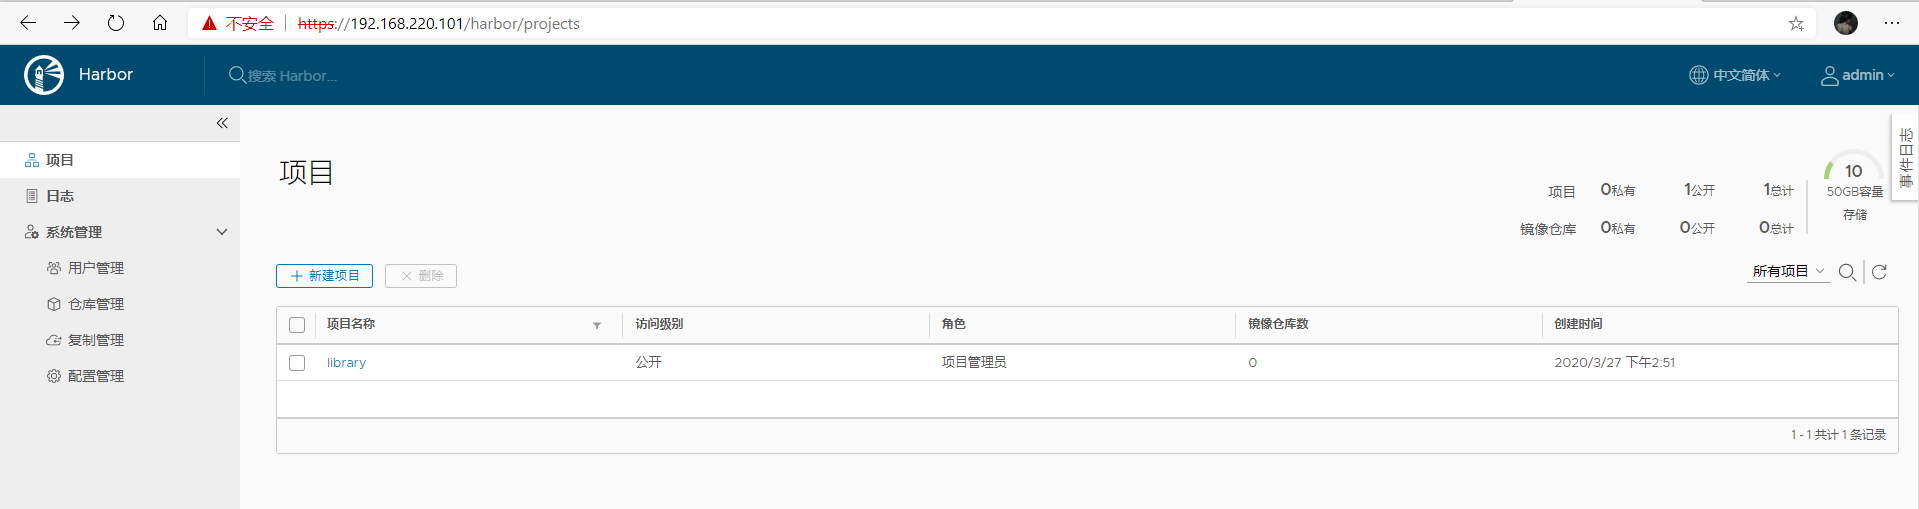 不安全 https://192.168.220.101/harbor/projects
Harbor 搜索 Harbor... 中文简体 admin
事件日志
项目
日志
系统管理
用户管理
仓库管理
复制管理
配置管理
项目
项目 0私有 1公开 1总计
镜像仓库 0私有 0公开 0总计
10
50GB容量
存储
新建项目 删除 所有项目
项目名称 访问级别 角色 镜像仓库数 创建时间
library 公开 项目管理员 0 2020/3/27 下午2:51
1 - 1 共计 1 条记录